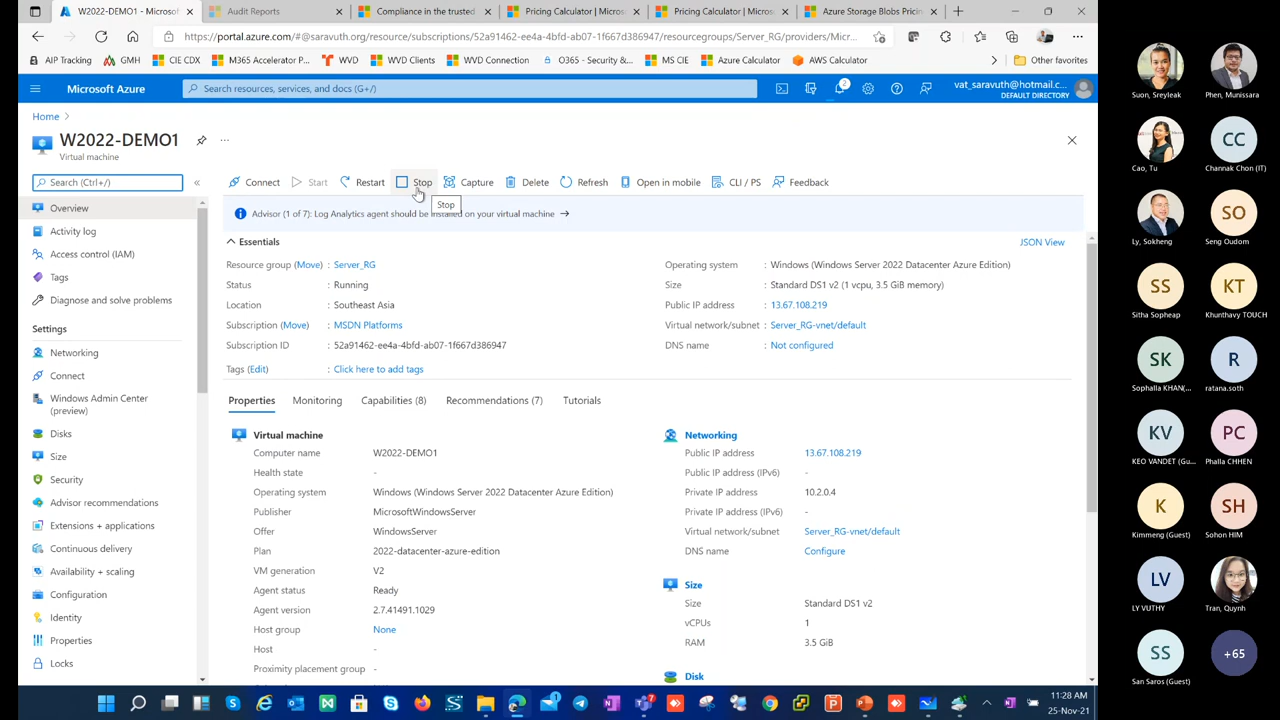 W2022-DEMO1 - Microsoft
Audit Reports
Compliance in the trusted
Pricing Calculator | Microsoft
Pricing Calculator | Microsoft
Azure Storage Blobs Pricing
https://portal.azure.com/#@saravuth.org/resource/subscriptions/52a91462-ee4a-4bfd-ab07-1f667d386947/resourcegroups/Server_RG/providers/Micr...
AIP Tracking
GMH
CIE CDX
M365 Accelerator P...
WVD
WVD Clients
WVD Connection
O365 - Security &...
MS CIE
Azure Calculator
AWS Calculator
Other favorites
Microsoft Azure
Search resources, services, and docs (G+/)
2
vat_saravuth@hotmail.c...
DEFAULT DIRECTORY
Home >
W2022-DEMO1
Virtual machine
Search (Ctrl+/)
Connect
Start
Restart
Stop
Capture
Delete
Refresh
Open in mobile
CLI / PS
Feedback
Stop
Advisor (1 of 7): Log Analytics agent should be installed on your virtual machine →
Overview
Activity log
Access control (IAM)
Tags
Diagnose and solve problems
Settings
Networking
Connect
Windows Admin Center
(preview)
Disks
Size
Security
Advisor recommendations
Extensions + applications
Continuous delivery
Availability + scaling
Configuration
Identity
Properties
Locks
Essentials
JSON View
Resource group (Move) : Server_RG
Status : Running
Location : Southeast Asia
Subscription (Move) : MSDN Platforms
Subscription ID : 52a91462-ee4a-4bfd-ab07-1f667d386947
Tags (Edit) : Click here to add tags
Operating system : Windows (Windows Server 2022 Datacenter Azure Edition)
Size : Standard DS1 v2 (1 vcpu, 3.5 GiB memory)
Public IP address : 13.67.108.219
Virtual network/subnet : Server_RG-vnet/default
DNS name : Not configured
Properties
Monitoring
Capabilities (8)
Recommendations (7)
Tutorials
Virtual machine
Computer name W2022-DEMO1
Health state -
Operating system Windows (Windows Server 2022 Datacenter Azure Edition)
Publisher MicrosoftWindowsServer
Offer WindowsServer
Plan 2022-datacenter-azure-edition
VM generation V2
Agent status Ready
Agent version 2.7.41491.1029
Host group None
Host -
Proximity placement group -
Networking
Public IP address 13.67.108.219
Public IP address (IPv6) -
Private IP address 10.2.0.4
Private IP address (IPv6) -
Virtual network/subnet Server_RG-vnet/default
DNS name Configure
Size
Size Standard DS1 v2
vCPUs 1
RAM 3.5 GiB
Disk
11:28 AM
25-Nov-21
Suon, Sreyleak
Phen, Munissara
Cao, Tu
CC
Channak Chon (IT)
Ly, Sokheng
SO
Seng Oudom
SS
Sitha Sopheap
KT
Khunthavy TOUCH
SK
Sophalla KHAN(...
R
ratana.soth
KV
KEO VANDET (Gu...
PC
Phalla CHHEN
K
Kimmeng (Guest)
SH
Sohon HIM
LV
LY VUTHY
Tran, Quynh
SS
San Saros (Guest)
+65